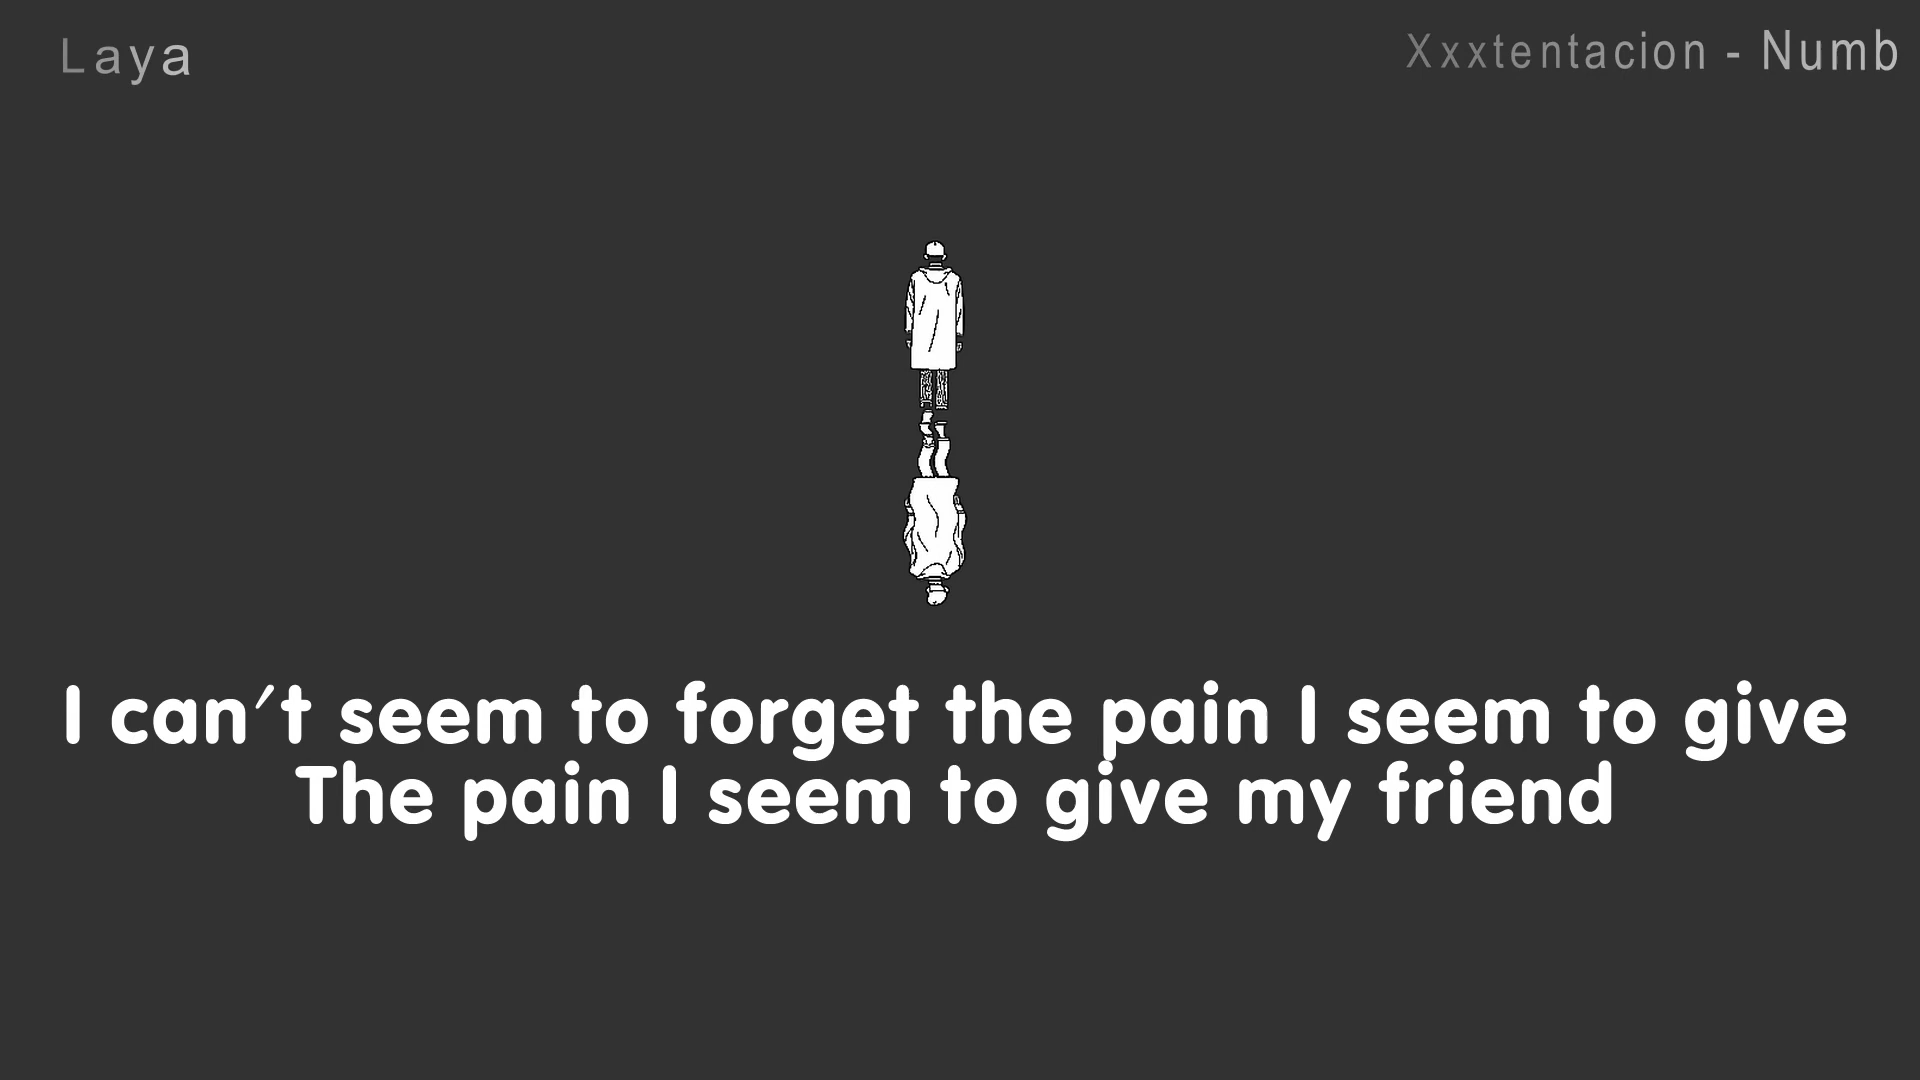 Laya
Xxxtentacion - Numb
I can't seem to forget the pain I seem to give
The pain I seem to give my friend